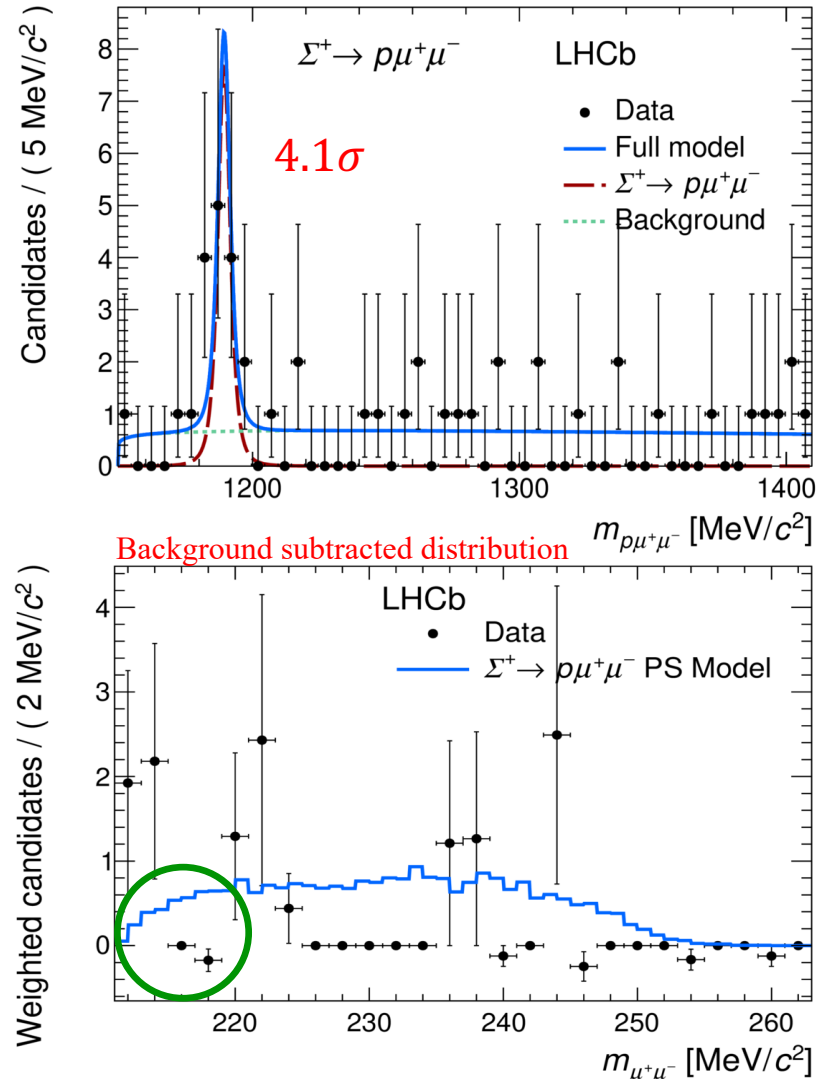 Candidates / ( 5 MeV/c² )
8
7
6
5
4
3
2
1
0
Σ⁺→ pμ⁺μ⁻
LHCb
4.1σ
Data
Full model
Σ⁺→ pμ⁺μ⁻
Background
1200
1300
1400
m_{pμ⁺μ⁻} [MeV/c²]
Background subtracted distribution
Weighted candidates / ( 2 MeV/c² )
4
3
2
1
0
LHCb
Data
Σ⁺→ pμ⁺μ⁻ PS Model
220
230
240
250
260
m_{μ⁺μ⁻} [MeV/c²]